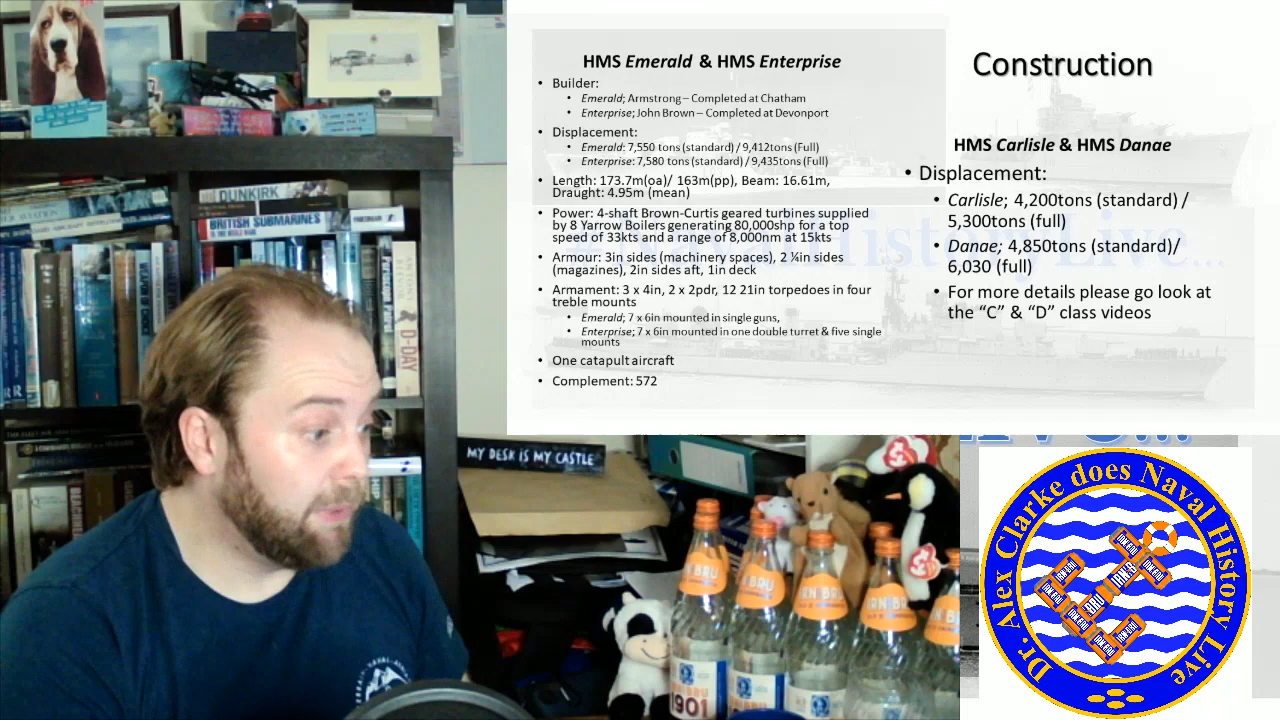 HMS Emerald & HMS Enterprise
• Builder:
• Emerald; Armstrong – Completed at Chatham
• Enterprise; John Brown – Completed at Devonport
• Displacement:
• Emerald: 7,550 tons (standard) / 9,412tons (Full)
• Enterprise: 7,580 tons (standard) / 9,435tons (Full)
• Length: 173.7m(oa)/ 163m(pp), Beam: 16.61m,
Draught: 4.95m (mean)
• Power: 4-shaft Brown-Curtis geared turbines supplied
by 8 Yarrow Boilers generating 80,000shp for a top
speed of 33kts and a range of 8,000nm at 15kts
• Armour: 3in sides (machinery spaces), 2 ¼in sides
(magazines), 2in sides aft, 1in deck
• Armament: 3 x 4in, 2 x 2pdr, 12 21in torpedoes in four
treble mounts
• Emerald; 7 x 6in mounted in single guns,
• Enterprise; 7 x 6in mounted in one double turret & five single
mounts
• One catapult aircraft
• Complement: 572
Construction
HMS Carlisle & HMS Danae
• Displacement:
• Carlisle; 4,200tons (standard) /
5,300tons (full)
• Danae; 4,850tons (standard)/
6,030 (full)
• For more details please go look at
the “C” & “D” class videos
History Live...
DUNKIRK
BRITISH SUBMARINES
FRIEDMAN
ANTONY BEEVOR
D-DAY
MY DESK IS MY CASTLE
IRN BRU
1901
Dr. Alex Clarke does Naval History Live